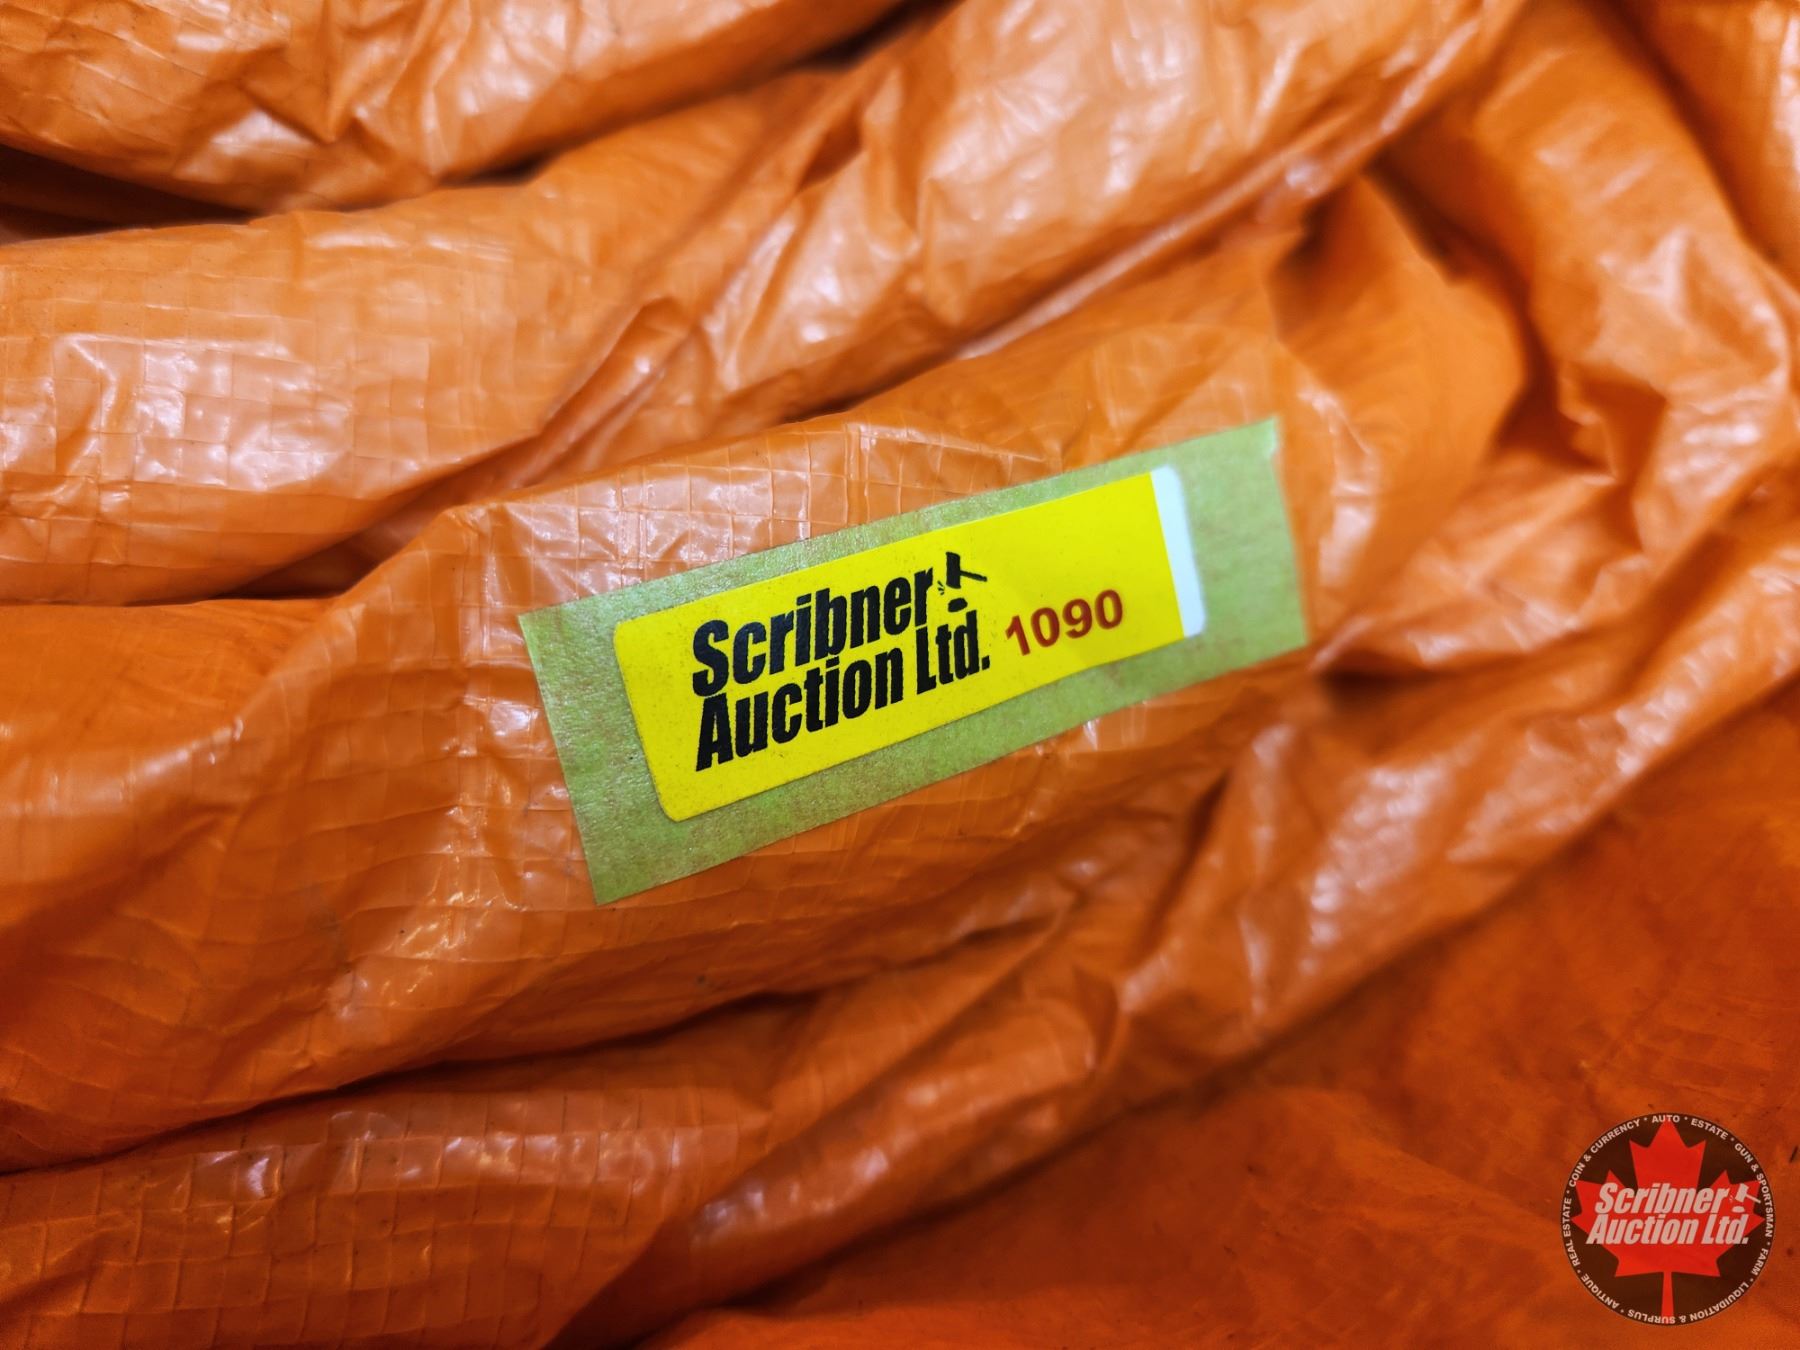 Scribner
Auction Ltd.
1090
COIN & CURRENCY • AUTO • ESTATE • GUN & SPORTSMAN • FARM • LIQUIDATION & SURPLUS • ANTIQUE • REAL ESTATE •
Scribner
Auction Ltd.